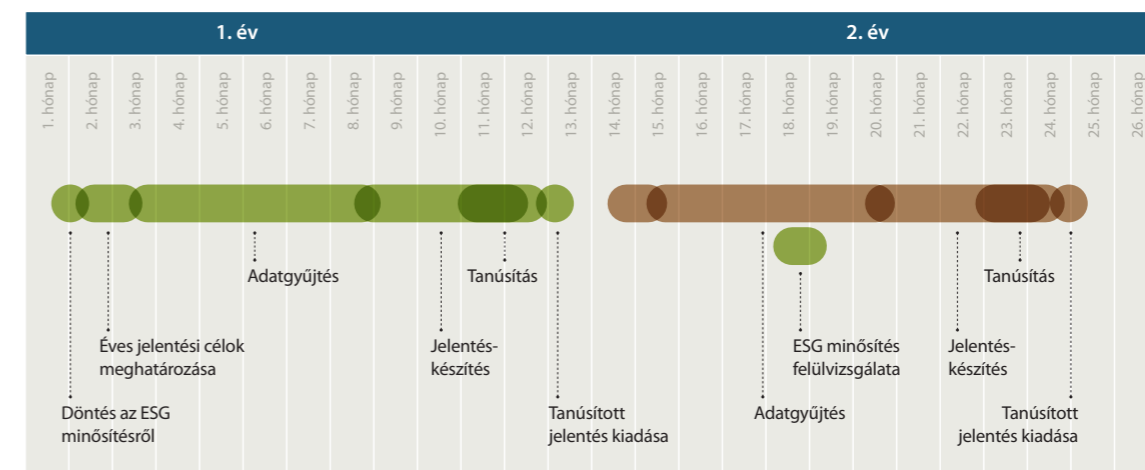 1. év
2. év
1. hónap
2. hónap
3. hónap
4. hónap
5. hónap
6. hónap
7. hónap
8. hónap
9. hónap
10. hónap
11. hónap
12. hónap
13. hónap
14. hónap
15. hónap
16. hónap
17. hónap
18. hónap
19. hónap
20. hónap
21. hónap
22. hónap
23. hónap
24. hónap
25. hónap
26. hónap
Adatgyűjtés
Tanúsítás
Tanúsítás
Éves jelentési célok
meghatározása
Jelentés-
készítés
ESG minősítés
felülvizsgálata
Jelentés-
készítés
Döntés az ESG
minősítésről
Tanúsított
jelentés kiadása
Adatgyűjtés
Tanúsított
jelentés kiadása